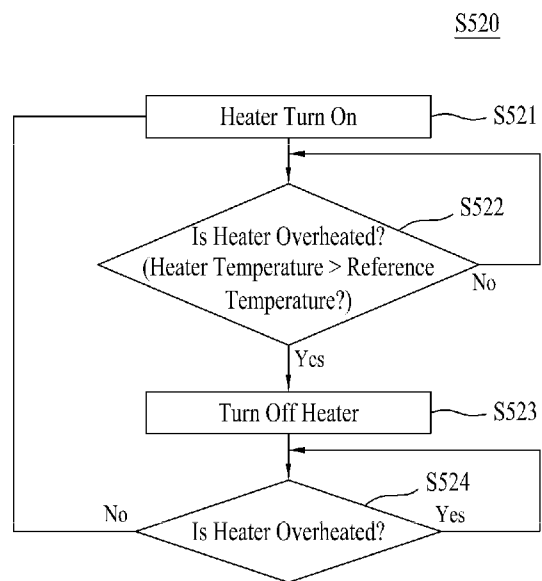 S520
Heater Turn On
S521
S522
Is Heater Overheated?
(Heater Temperature > Reference
Temperature?)
No
Yes
Turn Off Heater
S523
S524
No
Yes
Is Heater Overheated?